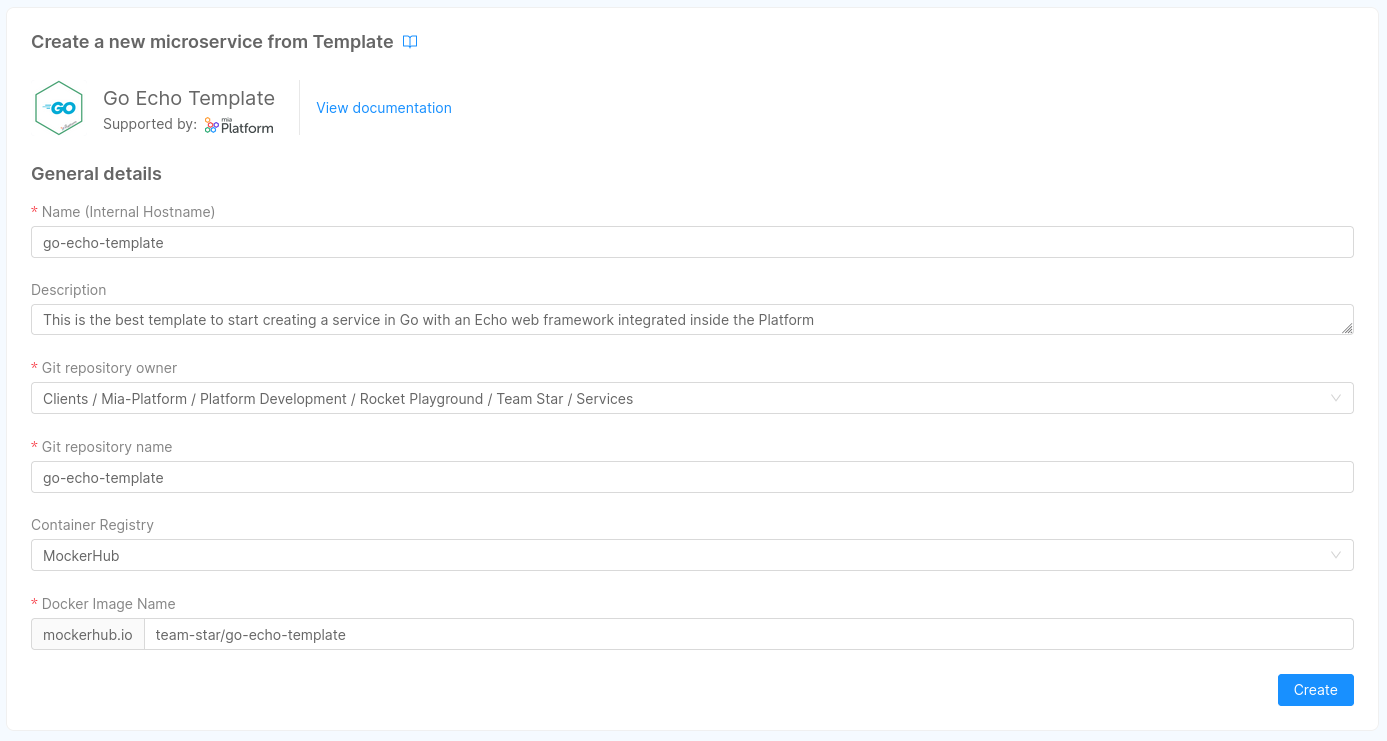 Create a new microservice from Template
GO
Go Echo Template
Supported by: mia Platform
View documentation
General details
* Name (Internal Hostname)
go-echo-template
Description
This is the best template to start creating a service in Go with an Echo web framework integrated inside the Platform
* Git repository owner
Clients / Mia-Platform / Platform Development / Rocket Playground / Team Star / Services
* Git repository name
go-echo-template
Container Registry
MockerHub
* Docker Image Name
mockerhub.io team-star/go-echo-template
Create